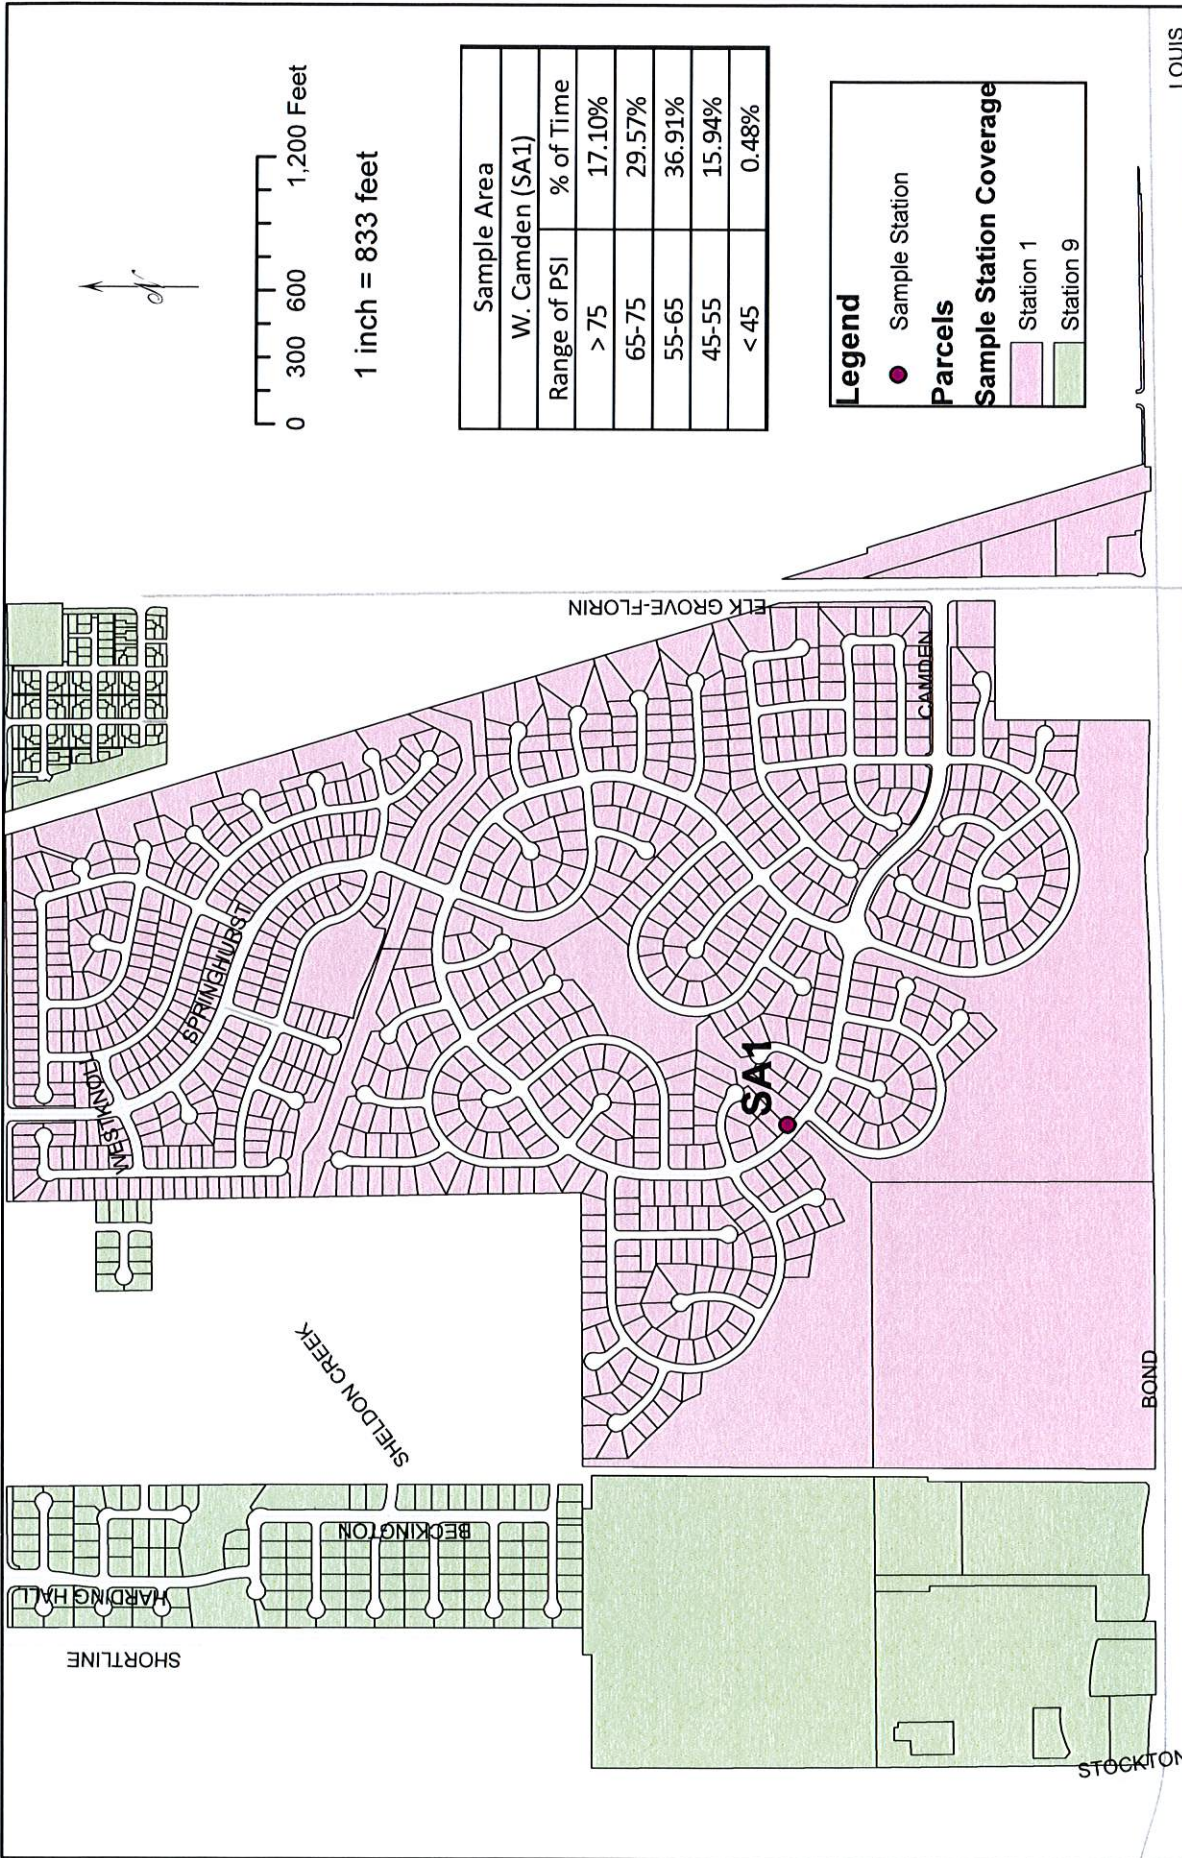 0 300 600 1,200 Feet
1 inch = 833 feet
N
Sample Area
W. Camden (SA1)
Range of PSI % of Time
> 75 17.10%
65-75 29.57%
55-65 36.91%
45-55 15.94%
< 45 0.48%
Legend
Sample Station
Parcels
Sample Station Coverage
Station 1
Station 9
SHORTLINE
HARDING HALL
BECKINGTON
SHELDON CREEK
WESTKNOLL
SPRINGHURST
ELK GROVE-FLORIN
CAMDEN
SA1
STOCKTON
BOND
LOUIS